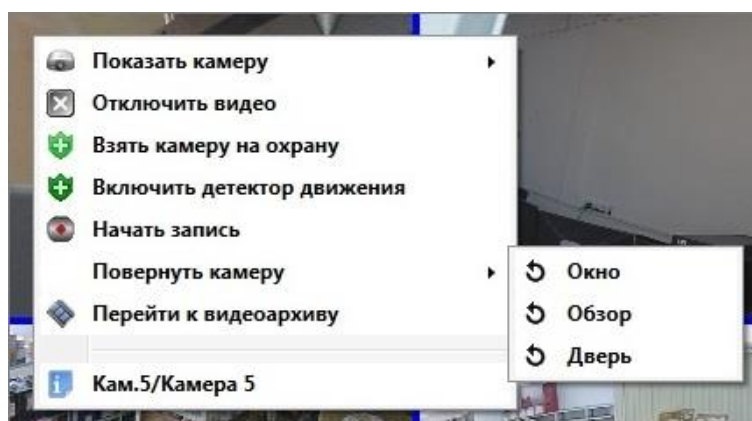 Показать камеру
Отключить видео
Взять камеру на охрану
Включить детектор движения
Начать запись
Повернуть камеру
Окно
Обзор
Дверь
Перейти к видеоархиву
Кам.5/Камера 5